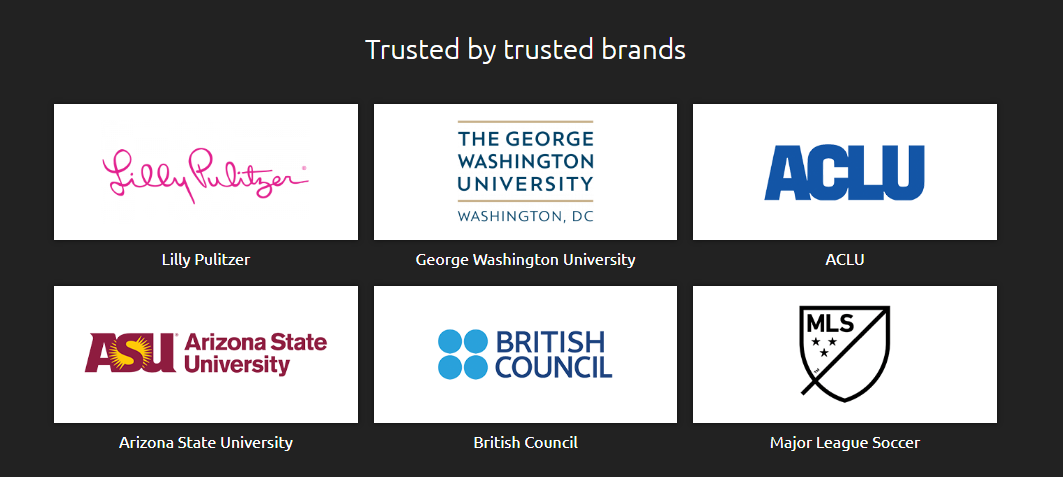 Trusted by trusted brands
Lilly Pulitzer
THE GEORGE
WASHINGTON
UNIVERSITY
WASHINGTON, DC
ACLU
Lilly Pulitzer
George Washington University
ACLU
ASU Arizona State
University
BRITISH
COUNCIL
MLS
Arizona State University
British Council
Major League Soccer